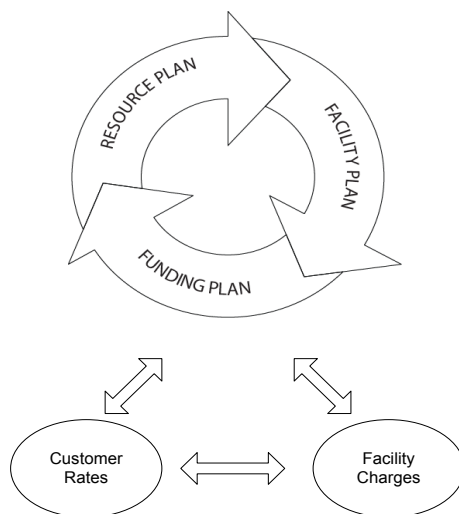 RESOURCE PLAN
FACILITY PLAN
FUNDING PLAN
Customer
Rates
Facility
Charges